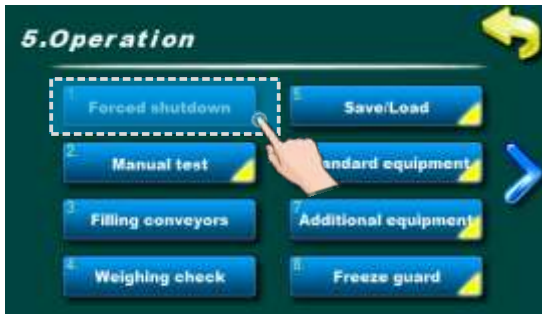 5.Operation
1.
Forced shutdown
2.
Manual test
3.
Filling conveyors
4.
Weighing check
5.
Save/Load
andard equipment
7.
Additional equipment
8.
Freeze guard